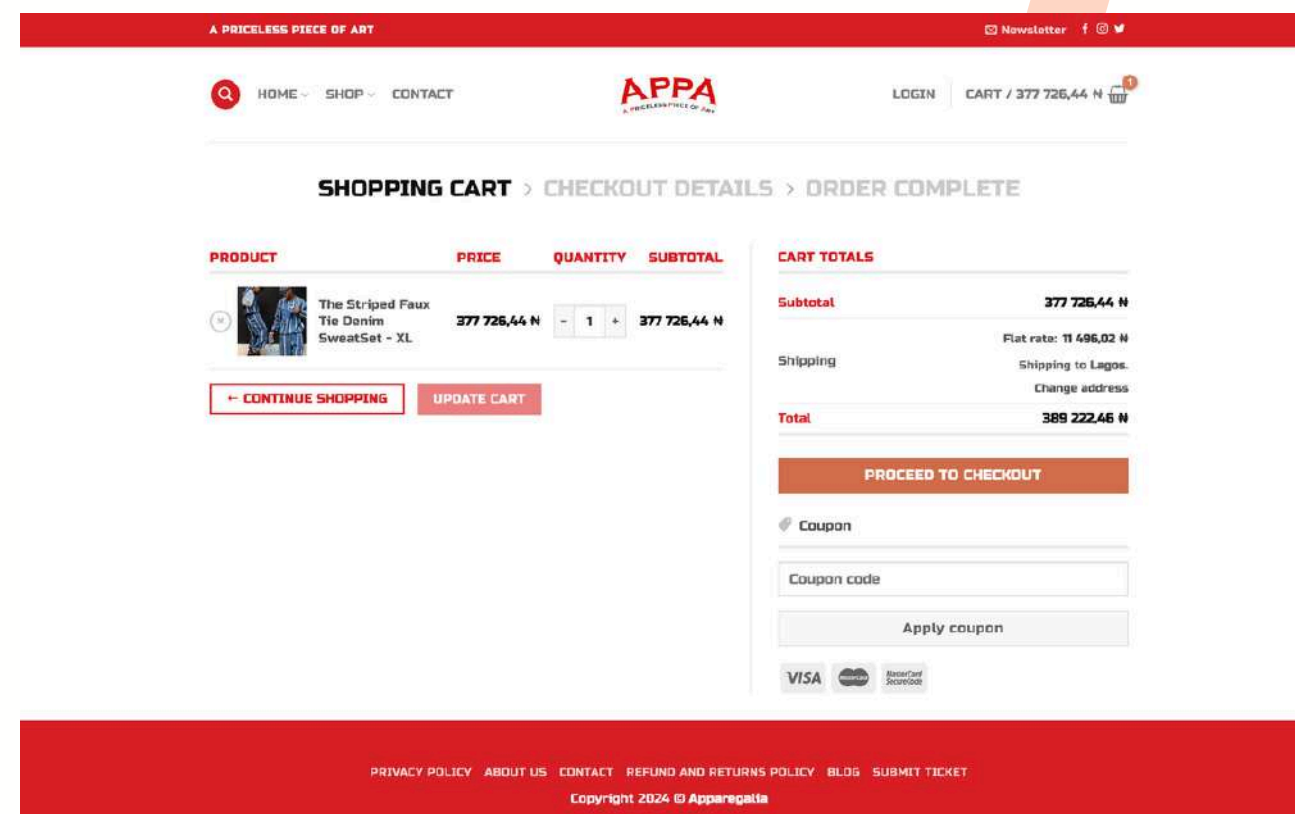 A PRICELESS PIECE OF ART
Newsletter
HOME SHOP CONTACT
APPA
A PRICELESS PIECE OF ART
LOGIN CART / 377 726,44 ₦ 1
SHOPPING CART > CHECKOUT DETAILS > ORDER COMPLETE
PRODUCT PRICE QUANTITY SUBTOTAL
The Striped Faux
Tie Denim
SweatSet - XL
377 726,44 ₦ - 1 + 377 726,44 ₦
← CONTINUE SHOPPING UPDATE CART
CART TOTALS
Subtotal 377 726,44 ₦
Shipping
Flat rate: 11 496,02 ₦
Shipping to Lagos.
Change address
Total 389 222,46 ₦
PROCEED TO CHECKOUT
Coupon
Coupon code
Apply coupon
VISA MasterCard MasterCard
SecureCode
PRIVACY POLICY ABOUT US CONTACT REFUND AND RETURNS POLICY BLOG SUBMIT TICKET
Copyright 2024 © Apparegalia